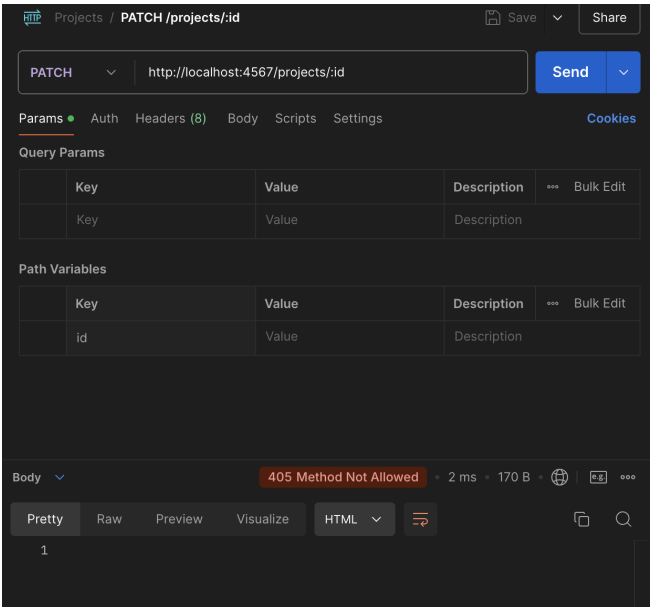 HTTP Projects / PATCH /projects/:id Save Share
PATCH http://localhost:4567/projects/:id Send
Params Auth Headers (8) Body Scripts Settings Cookies
Query Params
Key Value Description Bulk Edit
Key Value Description
Path Variables
Key Value Description Bulk Edit
id Value Description
Body 405 Method Not Allowed 2 ms 170 B e.g.
Pretty Raw Preview Visualize HTML
1